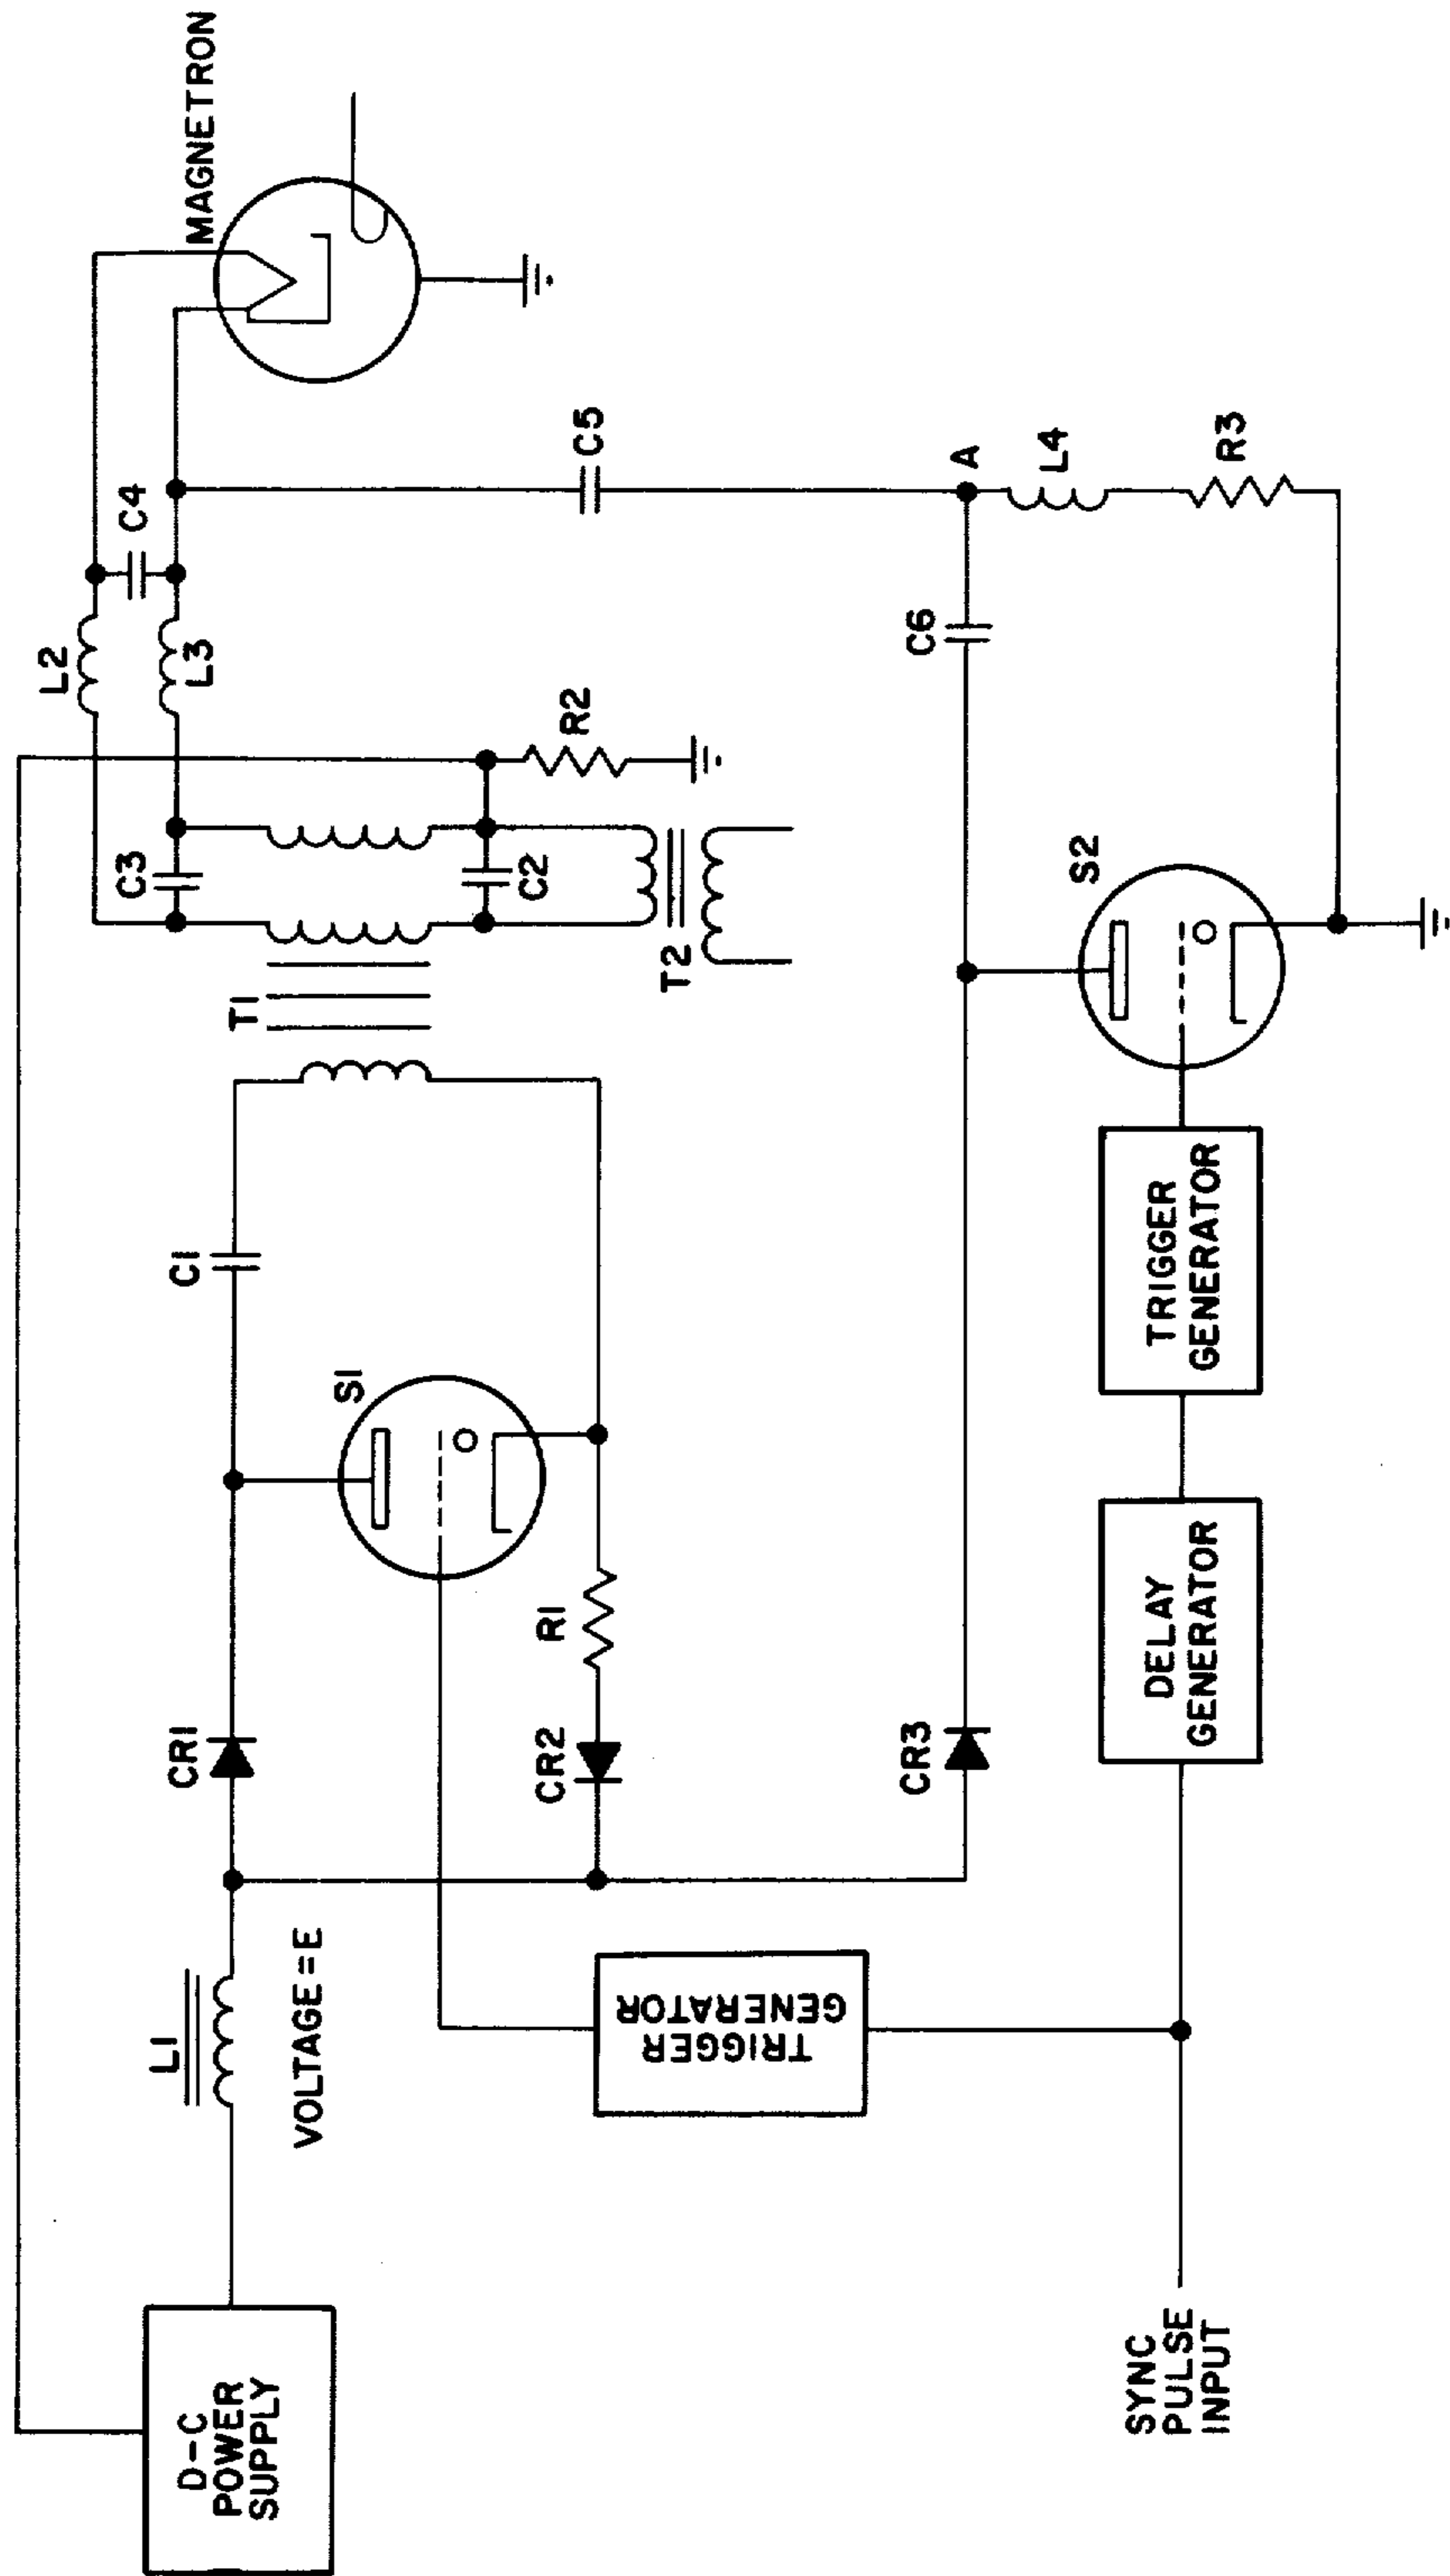 D-C
POWER
SUPPLY
L1
VOLTAGE=E
CR1
CR2
R1
S1
C1
T1
C3
C2
T2
L2
L3
C4
R2
MAGNETRON
C5
A
L4
R3
C6
CR3
S2
TRIGGER
GENERATOR
SYNC
PULSE
INPUT
DELAY
GENERATOR
TRIGGER
GENERATOR